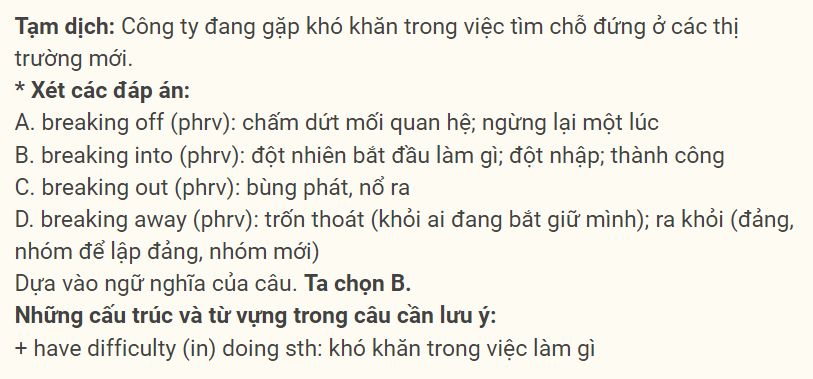 Tạm dịch: Công ty đang gặp khó khăn trong việc tìm chỗ đứng ở các thị
trường mới.
* Xét các đáp án:
A. breaking off (phrv): chấm dứt mối quan hệ; ngừng lại một lúc
B. breaking into (phrv): đột nhiên bắt đầu làm gì; đột nhập; thành công
C. breaking out (phrv): bùng phát, nổ ra
D. breaking away (phrv): trốn thoát (khỏi ai đang bắt giữ mình); ra khỏi (đảng,
nhóm để lập đảng, nhóm mới)
Dựa vào ngữ nghĩa của câu. Ta chọn B.
Những cấu trúc và từ vựng trong câu cần lưu ý:
+ have difficulty (in) doing sth: khó khăn trong việc làm gì